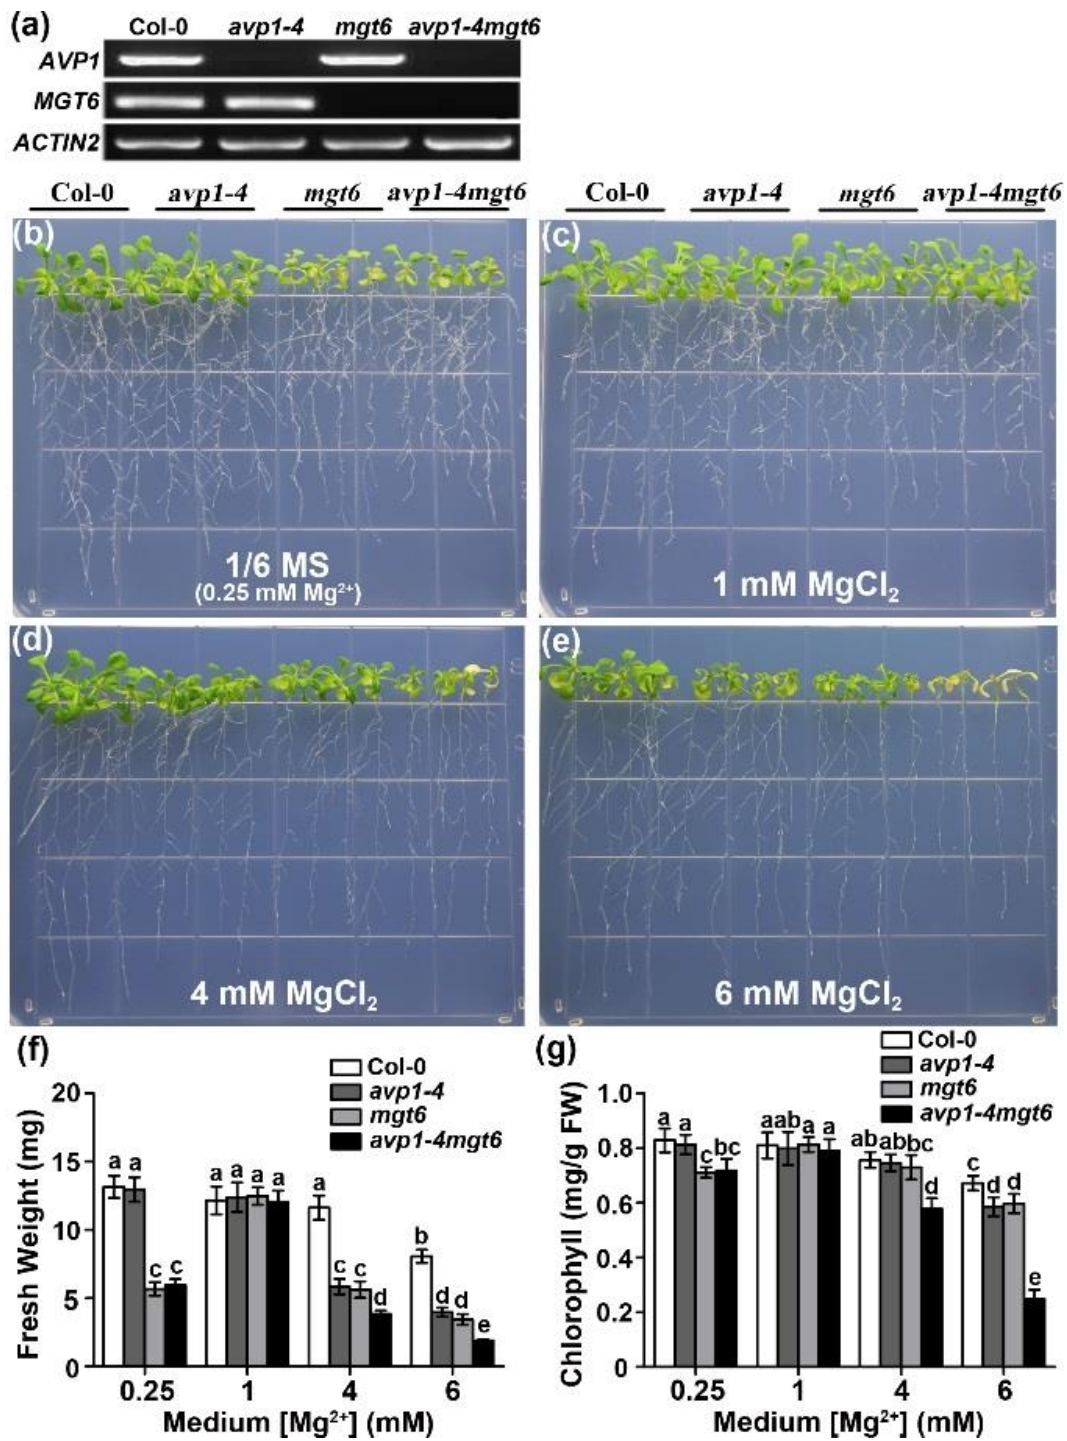 (a)
Col-0 avp1-4 mgt6 avp1-4mgt6
AVP1
MGT6
ACTIN2
Col-0 avp1-4 mgt6 avp1-4mgt6
Col-0 avp1-4 mgt6 avp1-4mgt6
(b)
1/6 MS
(0.25 mM Mg²⁺)
(c)
1 mM MgCl₂
(d)
4 mM MgCl₂
(e)
6 mM MgCl₂
(f)
Col-0
avp1-4
mgt6
avp1-4mgt6
Fresh Weight (mg)
20
15
10
5
0
a a c c
a a a a
a c c d
b d d e
0.25 1 4 6
Medium [Mg²⁺] (mM)
(g)
Col-0
avp1-4
mgt6
avp1-4mgt6
Chlorophyll (mg/g FW)
1.0
0.8
0.6
0.4
0.2
0
a a c bc
a ab a a
ab ab bc d
c d d e
0.25 1 4 6
Medium [Mg²⁺] (mM)